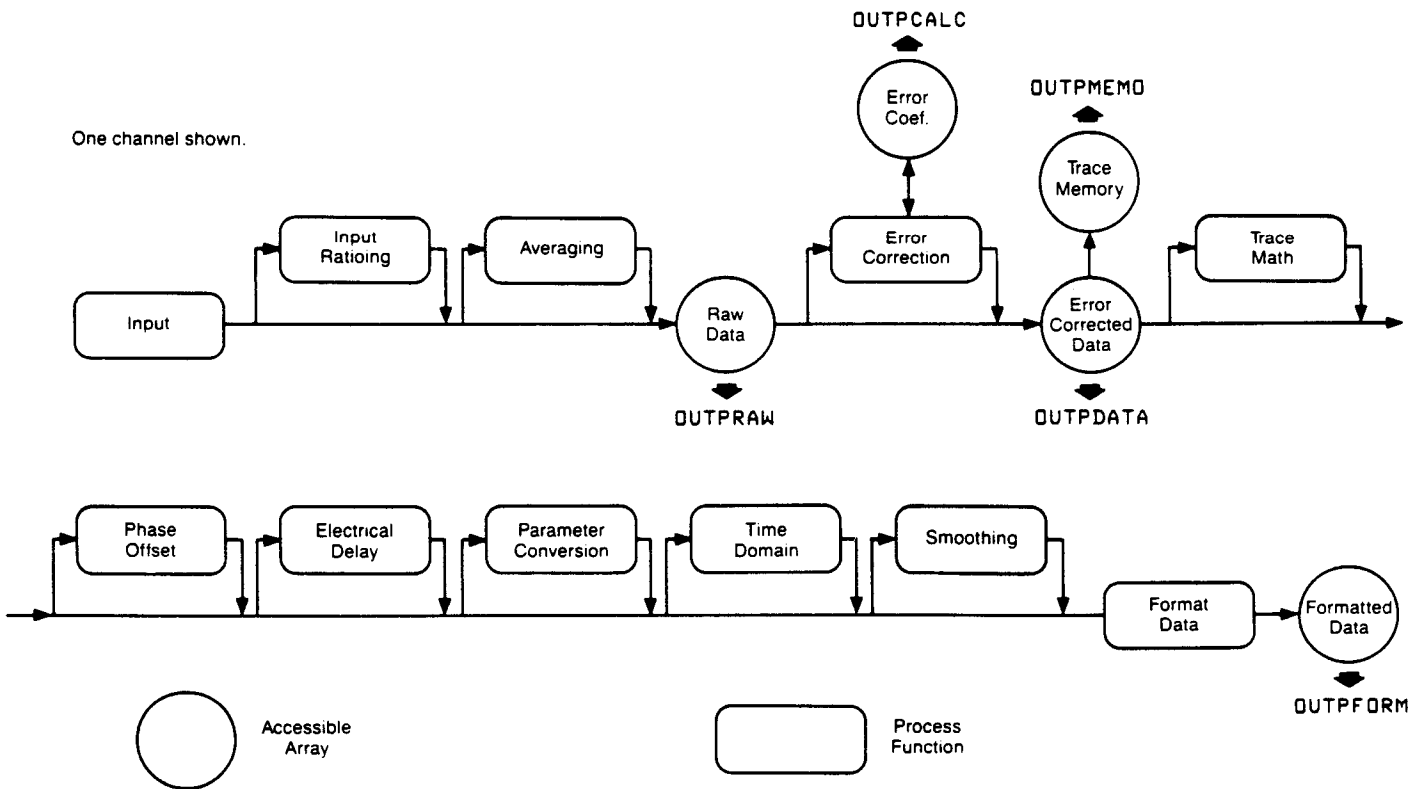 OUTPCALC
Error
Coef.
OUTPMEMO
Trace
Memory
One channel shown.
Input
Ratioing
Averaging
Error
Correction
Trace
Math
Input
Raw
Data
Error
Corrected
Data
OUTPRAW
OUTPDATA
Phase
Offset
Electrical
Delay
Parameter
Conversion
Time
Domain
Smoothing
Format
Data
Formatted
Data
OUTPFORM
Accessible
Array
Process
Function